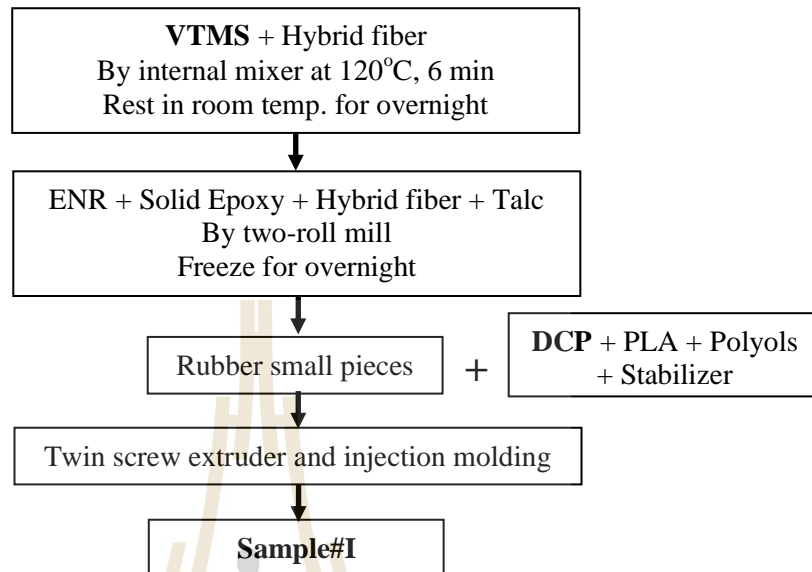 VTMS + Hybrid fiber
By internal mixer at 120°C, 6 min
Rest in room temp. for overnight
ENR + Solid Epoxy + Hybrid fiber + Talc
By two-roll mill
Freeze for overnight
Rubber small pieces
+
DCP + PLA + Polyols
+ Stabilizer
Twin screw extruder and injection molding
Sample#I